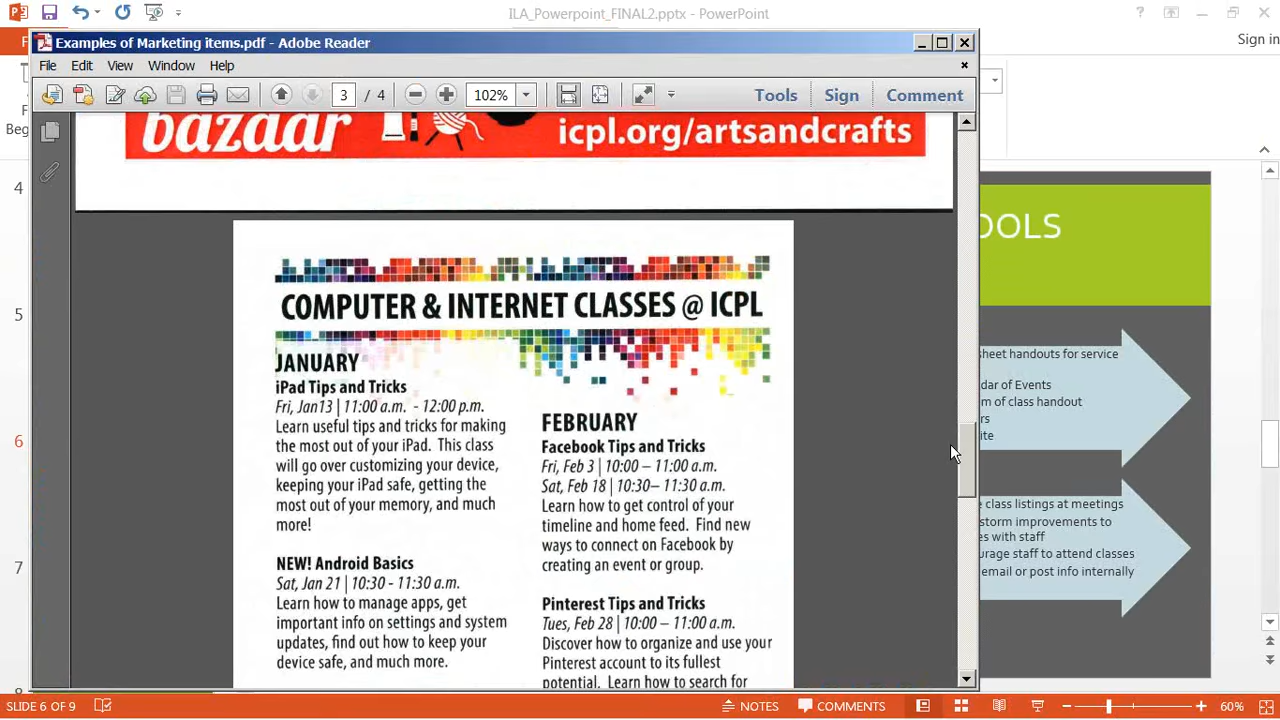 ILA_Powerpoint_FINAL2.pptx - PowerPoint
Sign in
Examples of Marketing items.pdf - Adobe Reader
File Edit View Window Help
3 / 4 102% Tools Sign Comment
bazaar
icpl.org/artsandcrafts
COMPUTER & INTERNET CLASSES @ ICPL
JANUARY
iPad Tips and Tricks
Fri, Jan13 | 11:00 a.m. - 12:00 p.m.
Learn useful tips and tricks for making
the most out of your iPad. This class
will go over customizing your device,
keeping your iPad safe, getting the
most out of your memory, and much
more!
NEW! Android Basics
Sat, Jan 21 | 10:30 - 11:30 a.m.
Learn how to manage apps, get
important info on settings and system
updates, find out how to keep your
device safe, and much more.
FEBRUARY
Facebook Tips and Tricks
Fri, Feb 3 | 10:00 – 11:00 a.m.
Sat, Feb 18 | 10:30– 11:30 a.m.
Learn how to get control of your
timeline and home feed. Find new
ways to connect on Facebook by
creating an event or group.
Pinterest Tips and Tricks
Tues, Feb 28 | 10:00 – 11:00 a.m.
Discover how to organize and use your
Pinterest account to its fullest
potential. Learn how to search for
Beg
4
5
6
7
8
OOLS
sheet handouts for service
dar of Events
m of class handout
rs
ite
e class listings at meetings
storm improvements to
es with staff
urage staff to attend classes
email or post info internally
SLIDE 6 OF 9 NOTES COMMENTS 60%